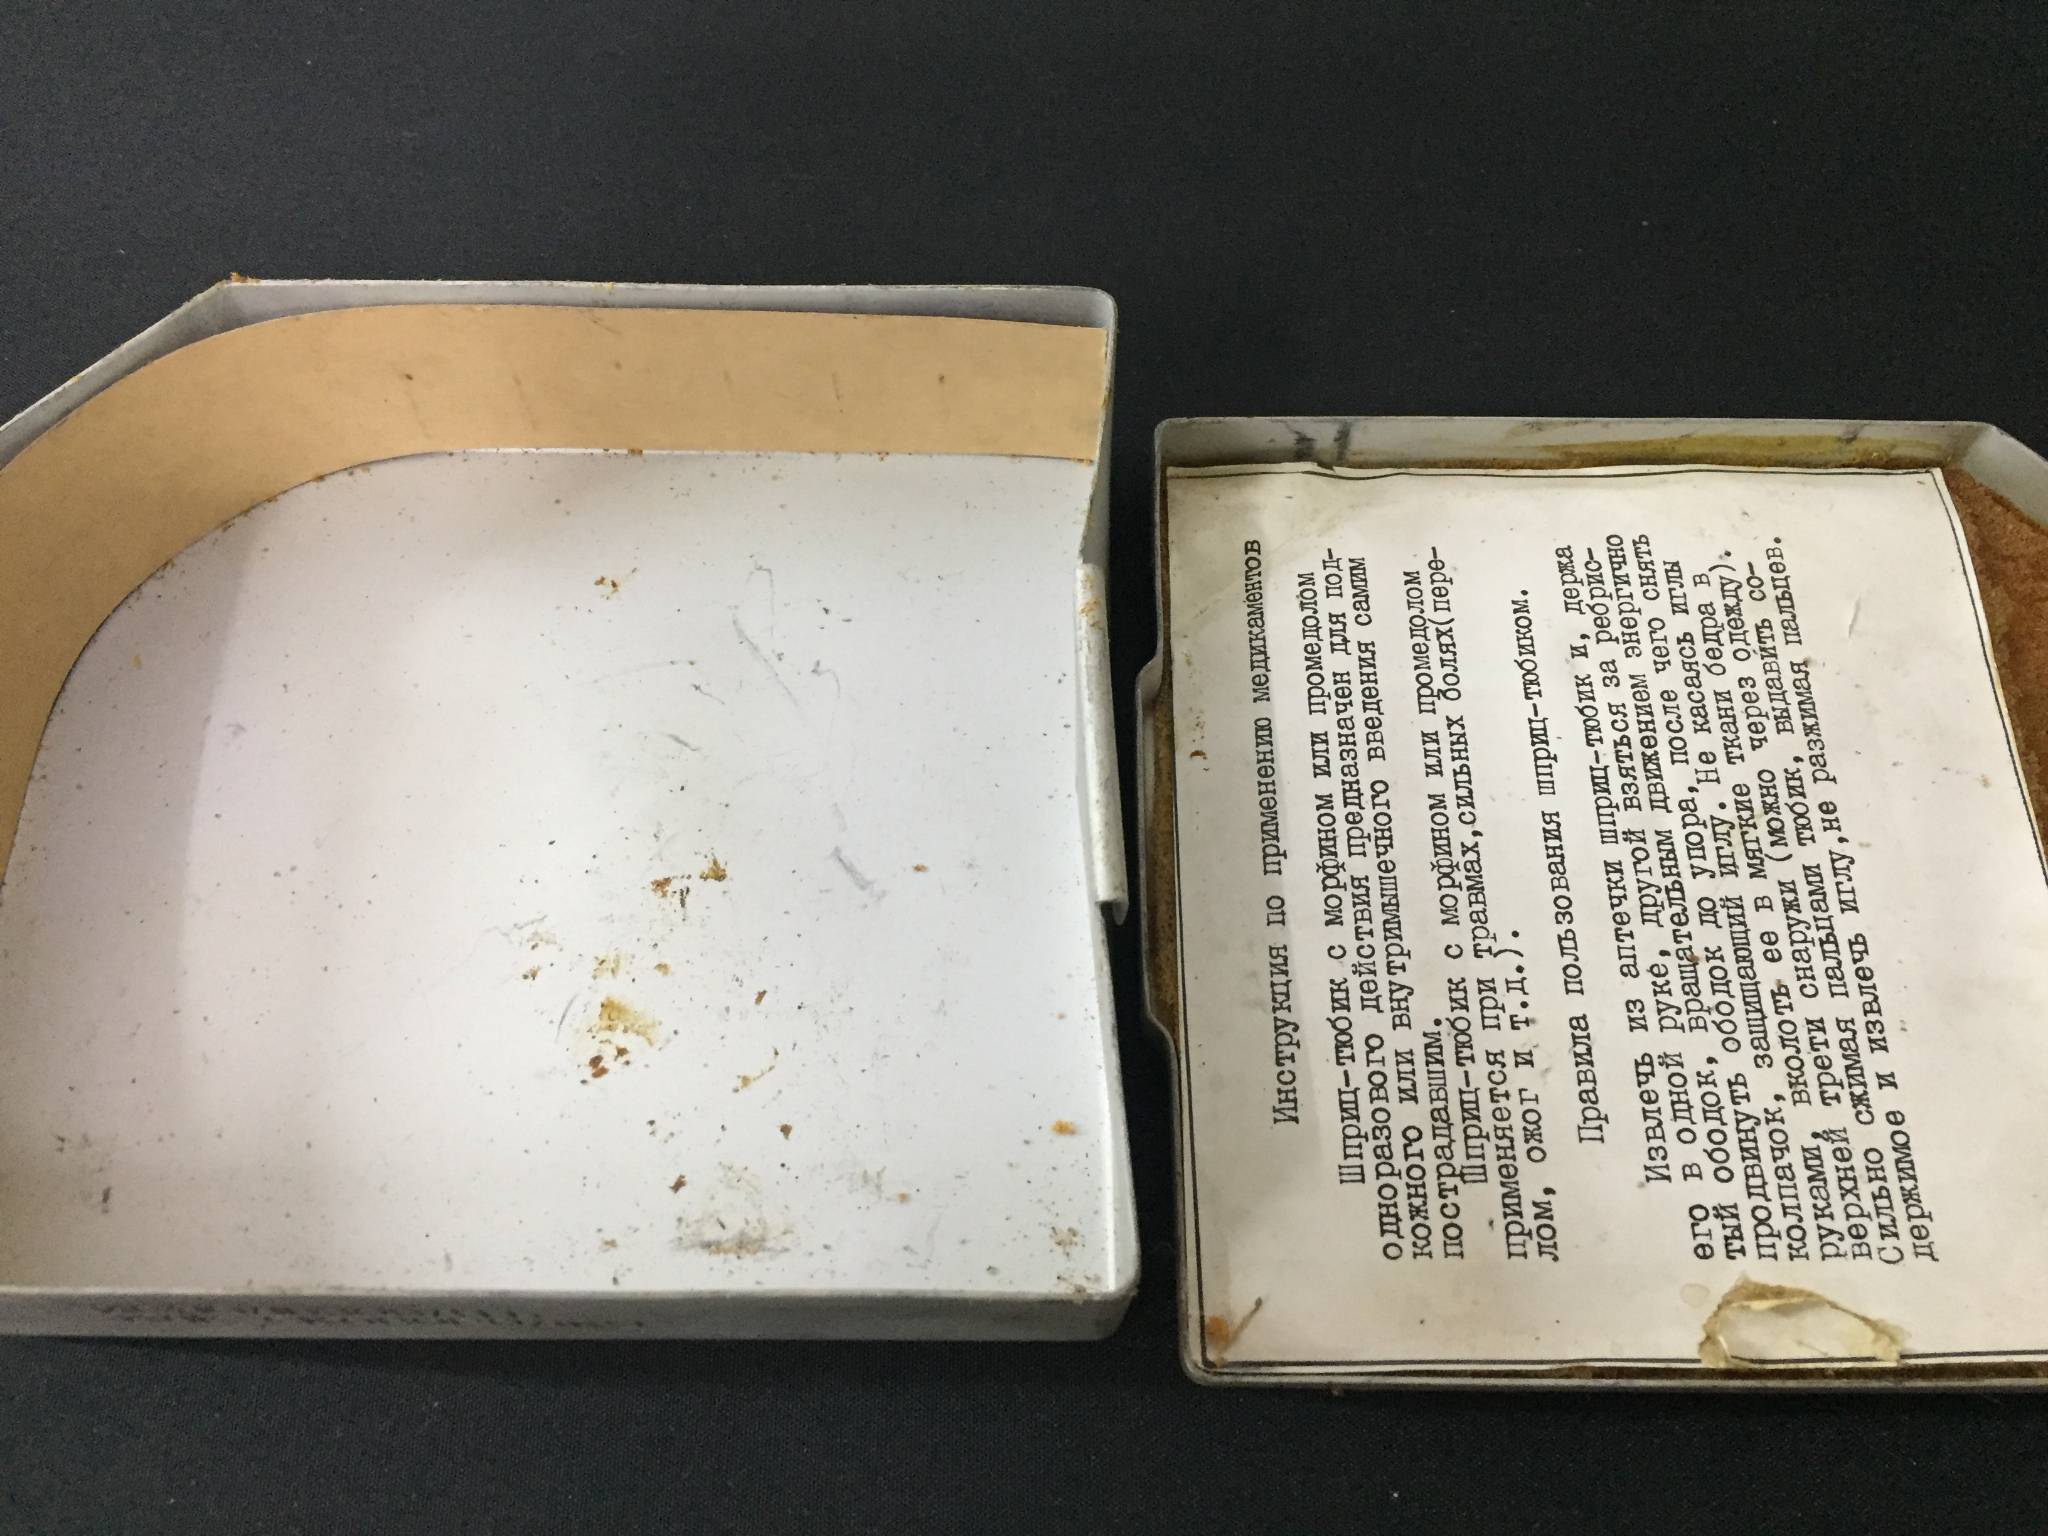 Инструкция по применению медикаментов
Шприц-тюбик с морфином или промедолом
одноразового действия предназначен для под-
кожного или внутримышечного введения самим
пострадавшим.
Шприц-тюбик с морфином или промедолом
применяется при травмах,сильных болях(пере-
лом, ожог и т.д.).
Правила пользования шприц-тюбиком.
Извлечь из аптечки шприц-тюбик и, держа
его в одной руке, другой взяться за ребрис-
тый ободок, вращательным движением энергично
продвинуть ободок до упора, после чего снять
колпачок, защищающий иглу. Не касаясь иглы
руками, вколоть ее в мягкие ткани бедра в
верхней трети снаружи (можно через одежду).
Сильно сжимая пальцами тюбик, выдавить со-
держимое и извлечь иглу,не разжимая пальцев.